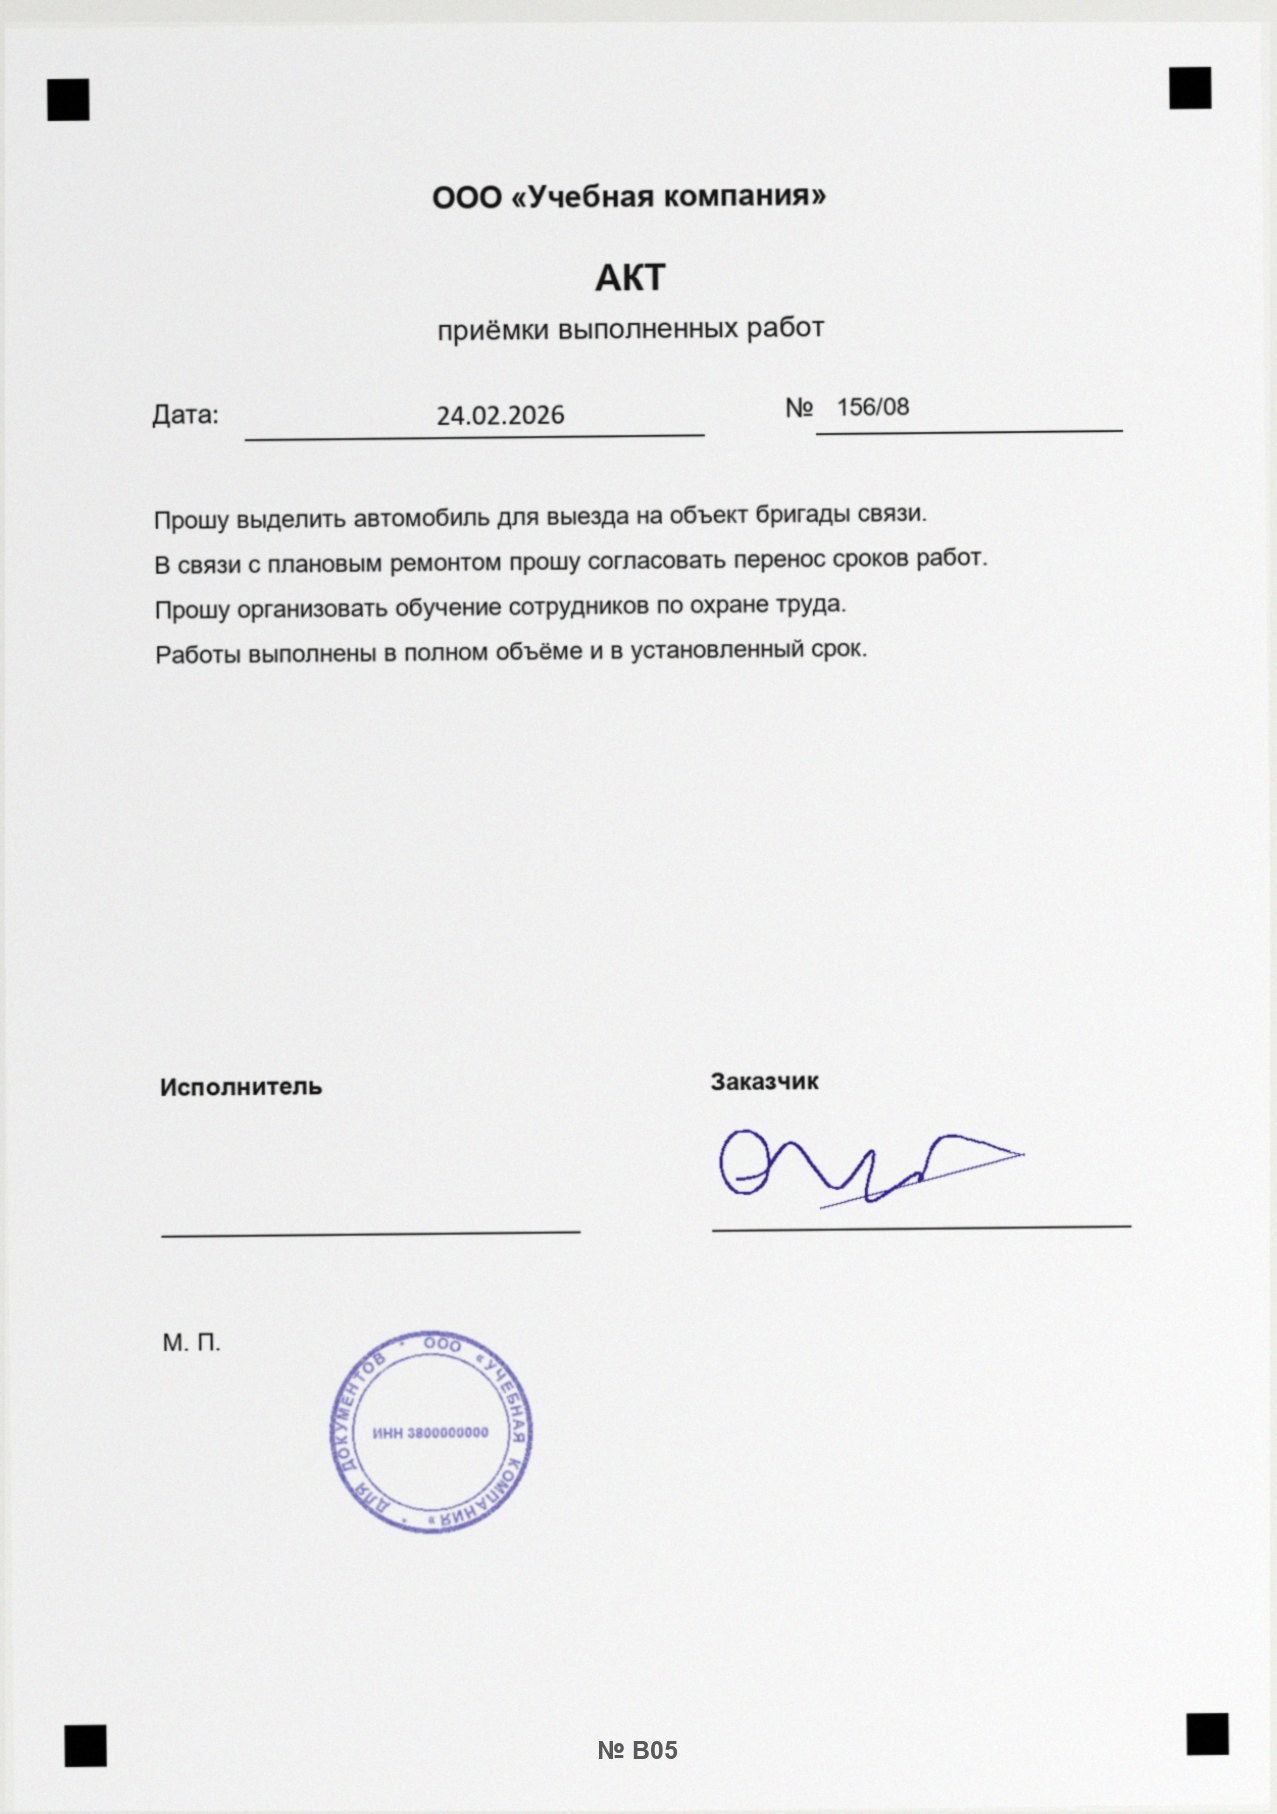 ООО «Учебная компания»
АКТ
приёмки выполненных работ
Дата: 24.02.2026 № 156/08
Прошу выделить автомобиль для выезда на объект бригады связи.
В связи с плановым ремонтом прошу согласовать перенос сроков работ.
Прошу организовать обучение сотрудников по охране труда.
Работы выполнены в полном объёме и в установленный срок.
Исполнитель Заказчик
М. П.
ООО «УЧЕБНАЯ КОМПАНИЯ» * ДЛЯ ДОКУМЕНТОВ *
ИНН 3800000000
№ B05